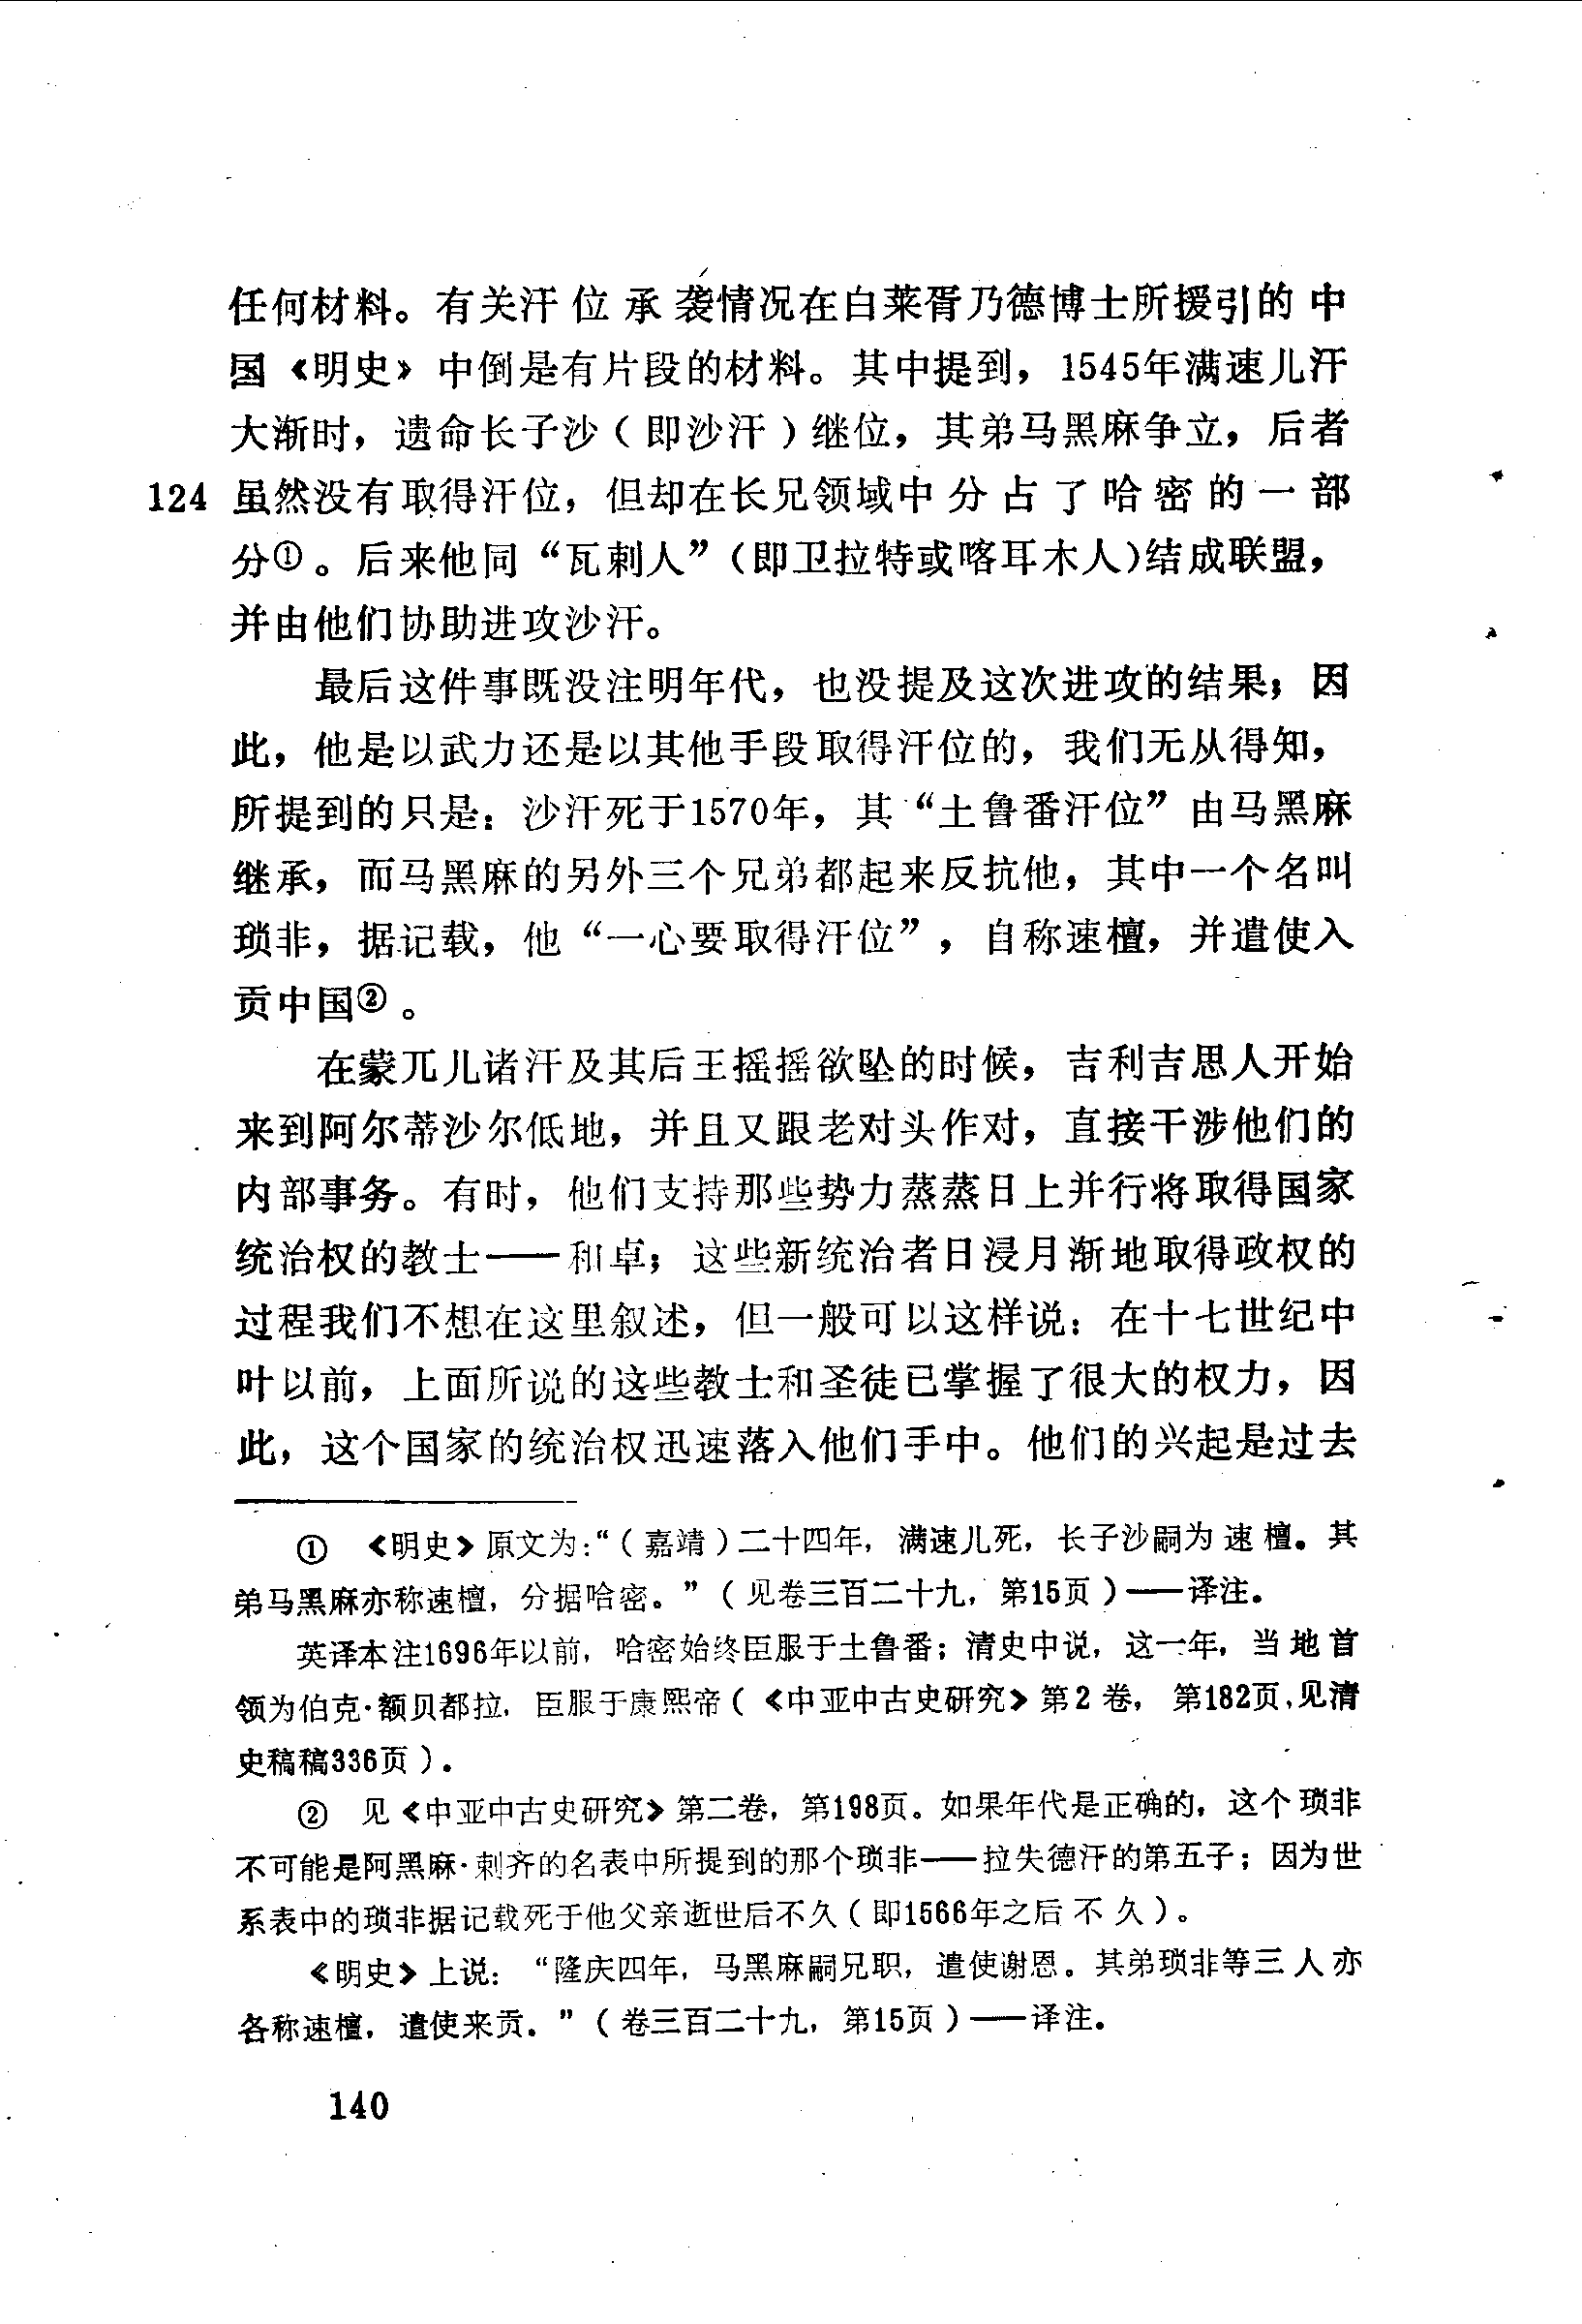 任何材料。有关汗位承袭情况在白莱胥乃德博士所援引的中
国《明史》中倒是有片段的材料。其中提到，1545年满速儿汗
大渐时，遗命长子沙（即沙汗）继位，其弟马黑麻争立，后者
124 虽然没有取得汗位，但却在长兄领域中分占了哈密的一部
分①。后来他同“瓦剌人”（即卫拉特或喀耳木人）结成联盟，
并由他们协助进攻沙汗。
最后这件事既没注明年代，也没提及这次进攻的结果；因
此，他是以武力还是以其他手段取得汗位的，我们无从得知，
所提到的只是：沙汗死于1570年，其“土鲁番汗位”由马黑麻
继承，而马黑麻的另外三个兄弟都起来反抗他，其中一个名叫
琐非，据记载，他“一心要取得汗位”，自称速檀，并遣使入
贡中国②。
在蒙兀儿诸汗及其后王摇摇欲坠的时候，吉利吉思人开始
来到阿尔蒂沙尔低地，并且又跟老对头作对，直接干涉他们的
内部事务。有时，他们支持那些势力蒸蒸日上并行将取得国家
统治权的教士——和卓；这些新统治者日浸月渐地取得政权的
过程我们不想在这里叙述，但一般可以这样说：在十七世纪中
叶以前，上面所说的这些教士和圣徒已掌握了很大的权力，因
此，这个国家的统治权迅速落入他们手中。他们的兴起是过去
① 《明史》原文为：“（嘉靖）二十四年，满速儿死，长子沙嗣为速檀。其
弟马黑麻亦称速檀，分据哈密。”（见卷三百二十九，第15页）——译注。
英译本注1696年以前，哈密始终臣服于土鲁番；清史中说，这一年，当地首
领为伯克·额贝都拉，臣服于康熙帝（《中亚中古史研究》第2卷，第182页，见清
史稿稿336页）。
② 见《中亚中古史研究》第二卷，第198页。如果年代是正确的，这个琐非
不可能是阿黑麻·刺齐的名表中所提到的那个琐非——拉失德汗的第五子；因为世
系表中的琐非据记载死于他父亲逝世后不久（即1566年之后不久）。
《明史》上说：“隆庆四年，马黑麻嗣兄职，遣使谢恩。其弟琐非等三人亦
各称速檀，遣使来贡。”（卷三百二十九，第15页）——译注。
140